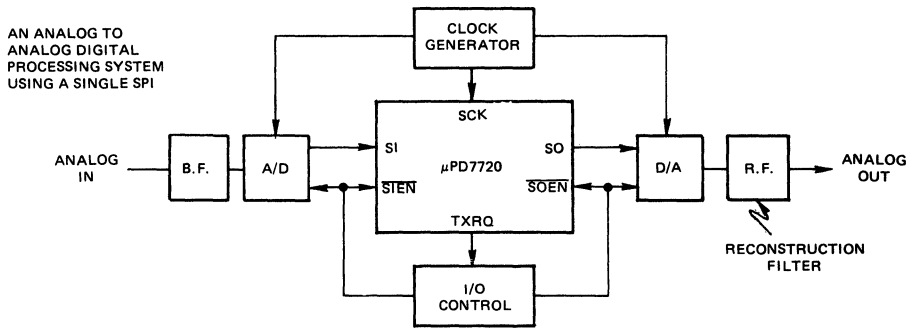 AN ANALOG TO
ANALOG DIGITAL
PROCESSING SYSTEM
USING A SINGLE SPI
CLOCK
GENERATOR
SCK
ANALOG
IN
B.F.
A/D
SI
SIEN
μPD7720
SO
SOEN
D/A
R.F.
ANALOG
OUT
TXRQ
I/O
CONTROL
RECONSTRUCTION
FILTER